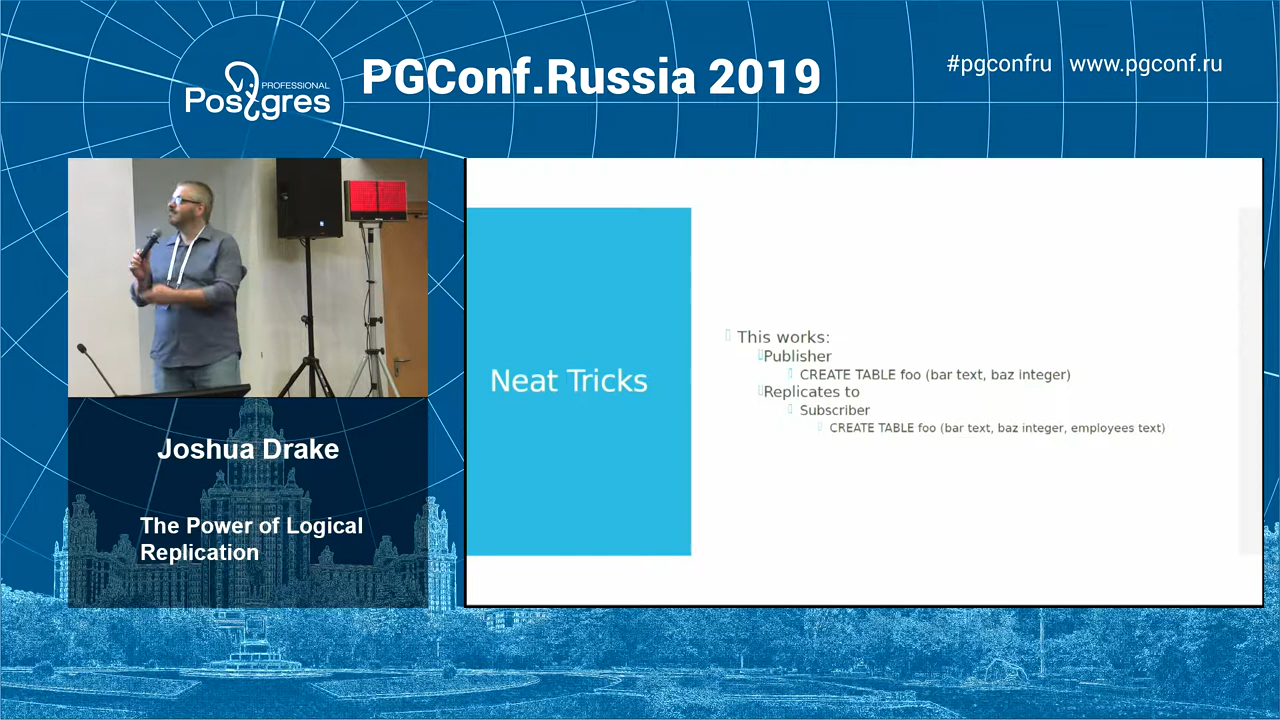 PROFESSIONAL
Postgres
PGConf.Russia 2019
#pgconfru www.pgconf.ru
Joshua Drake
The Power of Logical
Replication
Neat Tricks
This works:
Publisher
CREATE TABLE foo (bar text, baz integer)
Replicates to
Subscriber
CREATE TABLE foo (bar text, baz integer, employees text)